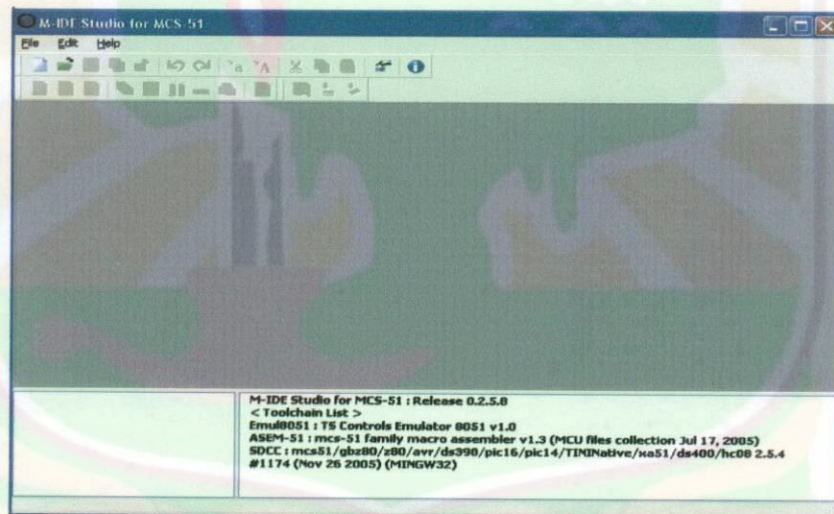 M-IDE Studio for MCS-51
File Edit Help
M-IDE Studio for MCS-51 : Release 0.2.5.8
< Toolchain List >
Emul8051 : TS Controls Emulator 8051 v1.0
ASEM-51 : mcs-51 family macro assembler v1.3 (MCU files collection Jul 17, 2005)
SDCC : mcs51/gbz80/z80/avr/ds390/pic16/pic14/TININative/xa51/ds400/hc08 2.5.4
#1174 (Nov 26 2005) (MINGW32)